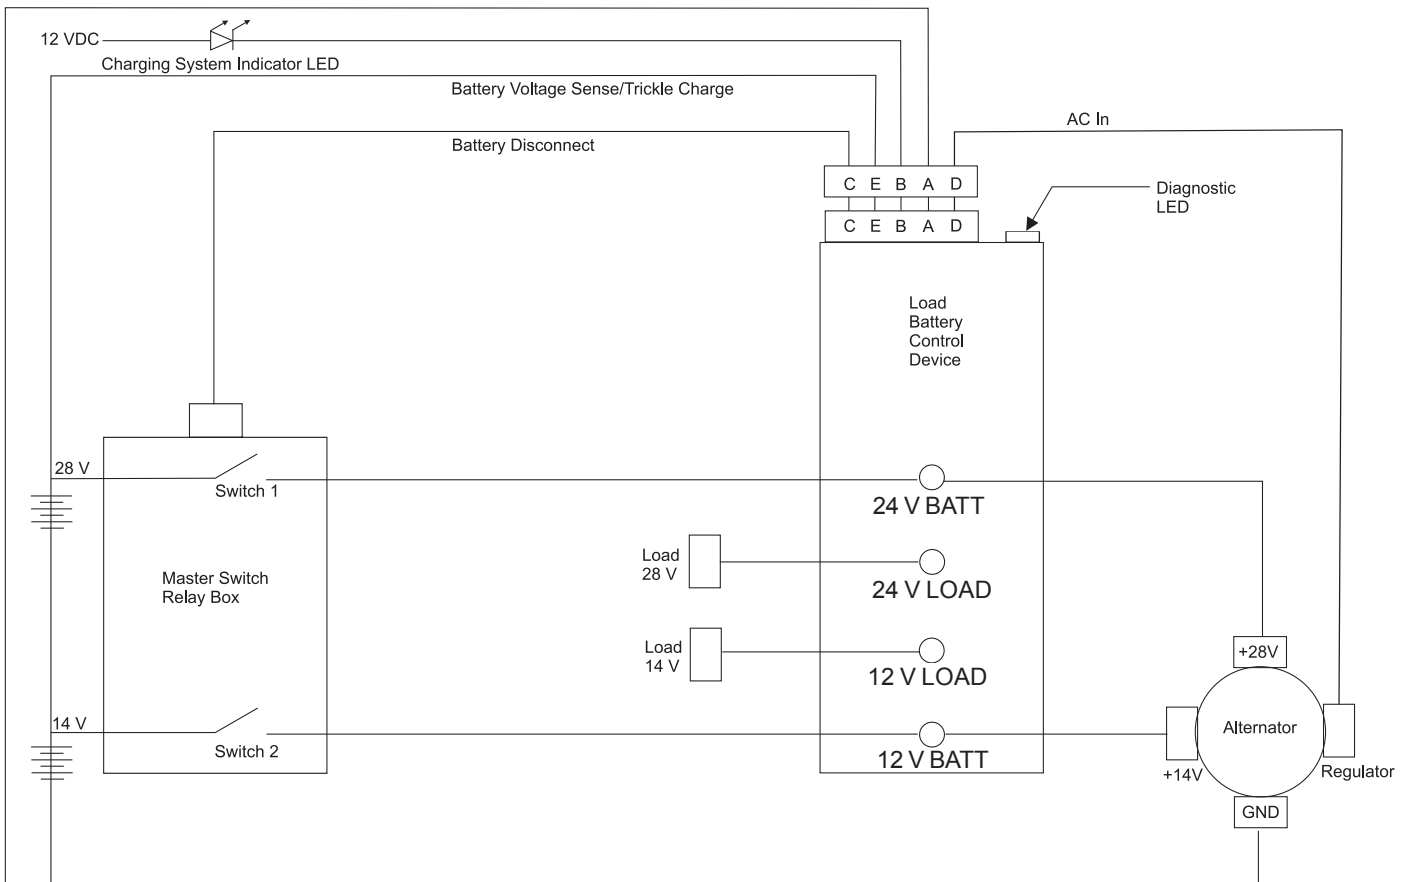 12 VDC
Charging System Indicator LED
Battery Voltage Sense/Trickle Charge
Battery Disconnect
AC In
C E B A D
C E B A D
Diagnostic
LED
Load
Battery
Control
Device
28 V
Switch 1
24 V BATT
Load
28 V
24 V LOAD
Master Switch
Relay Box
Load
14 V
12 V LOAD
+28V
14 V
Switch 2
12 V BATT
Alternator
+14V
Regulator
GND